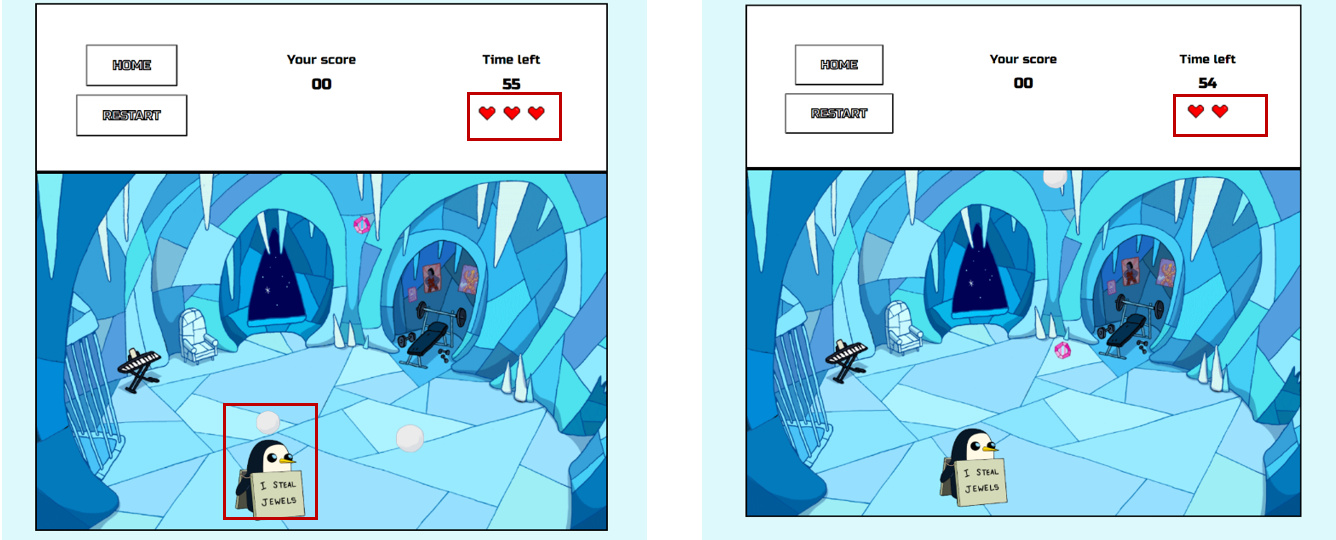 HOME
Your score
Time left
00
55
RESTART
I STEAL
JEWELS
HOME
Your score
Time left
00
54
RESTART
I STEAL
JEWELS